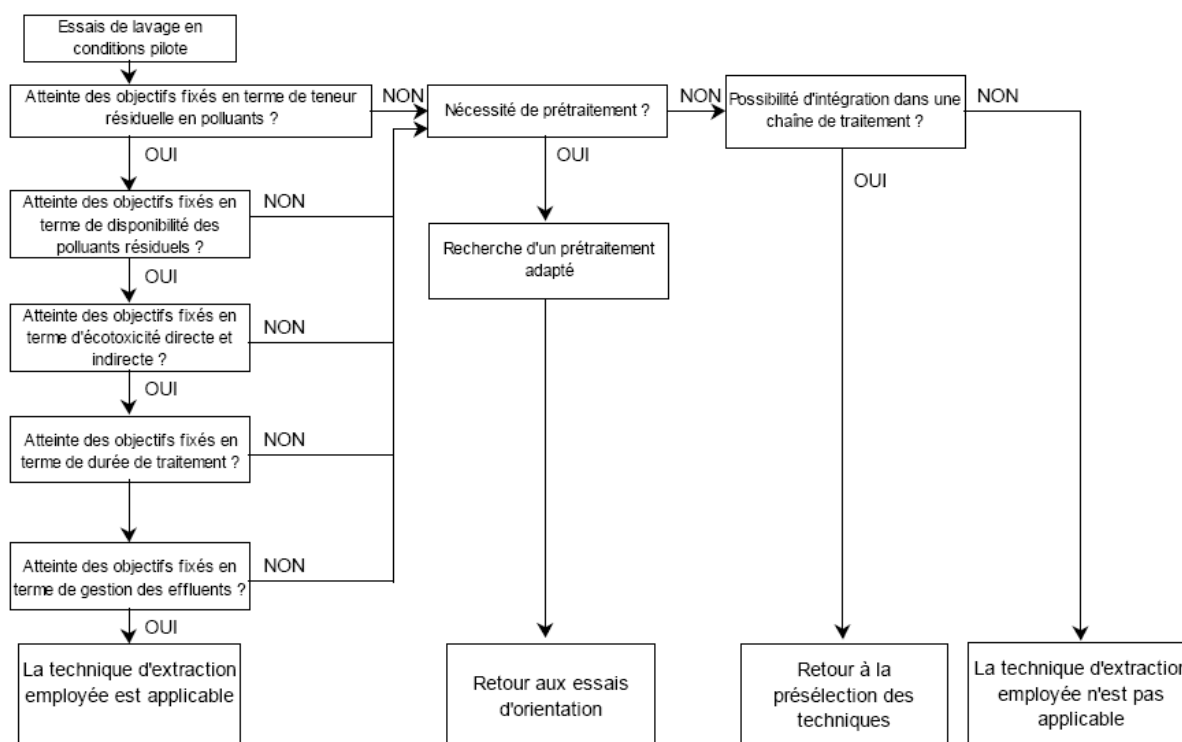 Essais de lavage en
conditions pilote
Atteinte des objectifs fixés en terme de teneur
résiduelle en polluants ?
NON
Nécessité de prétraitement ?
NON
Possibilité d'intégration dans une
chaîne de traitement ?
NON
OUI
OUI
OUI
Atteinte des objectifs fixés en
terme de disponibilité des
polluants résiduels ?
NON
Recherche d'un prétraitement
adapté
OUI
Atteinte des objectifs fixés en
terme d'écotoxicité directe et
indirecte ?
NON
OUI
Atteinte des objectifs fixés en
terme de durée de traitement ?
NON
Atteinte des objectifs fixés en
terme de gestion des effluents ?
NON
OUI
La technique d'extraction
employée est applicable
Retour aux essais
d'orientation
Retour à la
présélection des
techniques
La technique d'extraction
employée n'est pas
applicable